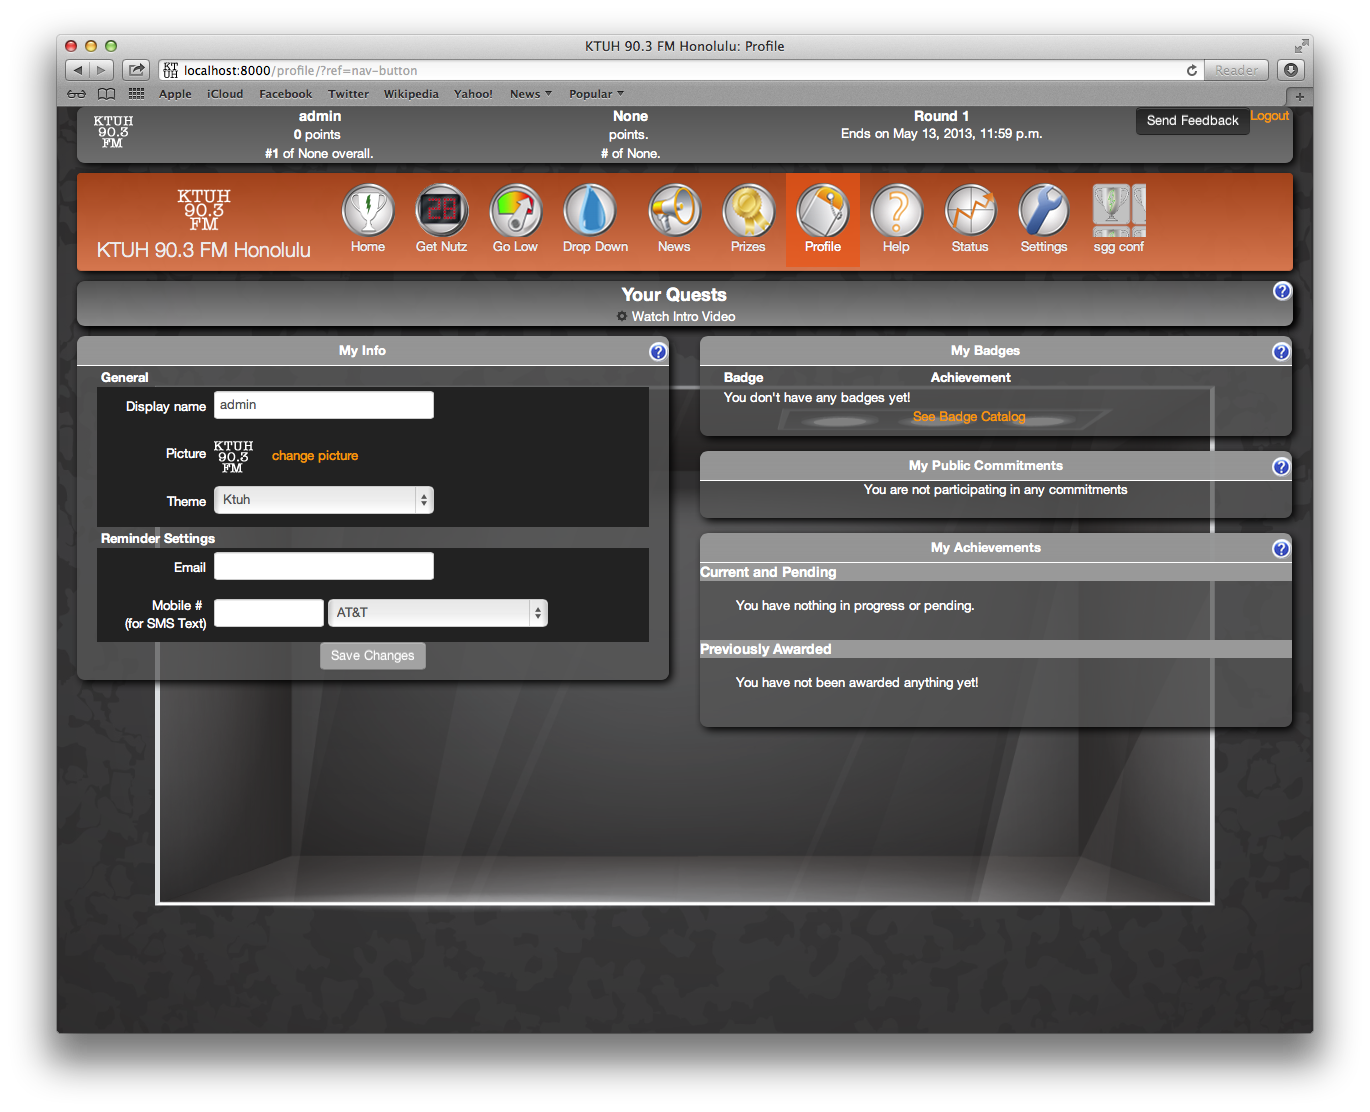 KTUH 90.3 FM Honolulu: Profile
KT
UH
localhost:8000/profile/?ref=nav-button
Reader
Apple iCloud Facebook Twitter Wikipedia Yahoo! News Popular
KTUH
90.3
FM
admin
0 points
#1 of None overall.
None
points.
# of None.
Round 1
Ends on May 13, 2013, 11:59 p.m.
Send Feedback
Logout
KTUH
90.3
FM
KTUH 90.3 FM Honolulu
28
?
Home Get Nutz Go Low Drop Down News Prizes Profile Help Status Settings sgg conf
Your Quests
?
Watch Intro Video
My Info
?
General
Display name admin
Picture
KTUH
90.3
FM
change picture
Theme Ktuh
Reminder Settings
Email
Mobile #
(for SMS Text)
AT&T
Save Changes
My Badges
?
Badge Achievement
You don't have any badges yet!
See Badge Catalog
My Public Commitments
?
You are not participating in any commitments
My Achievements
?
Current and Pending
You have nothing in progress or pending.
Previously Awarded
You have not been awarded anything yet!